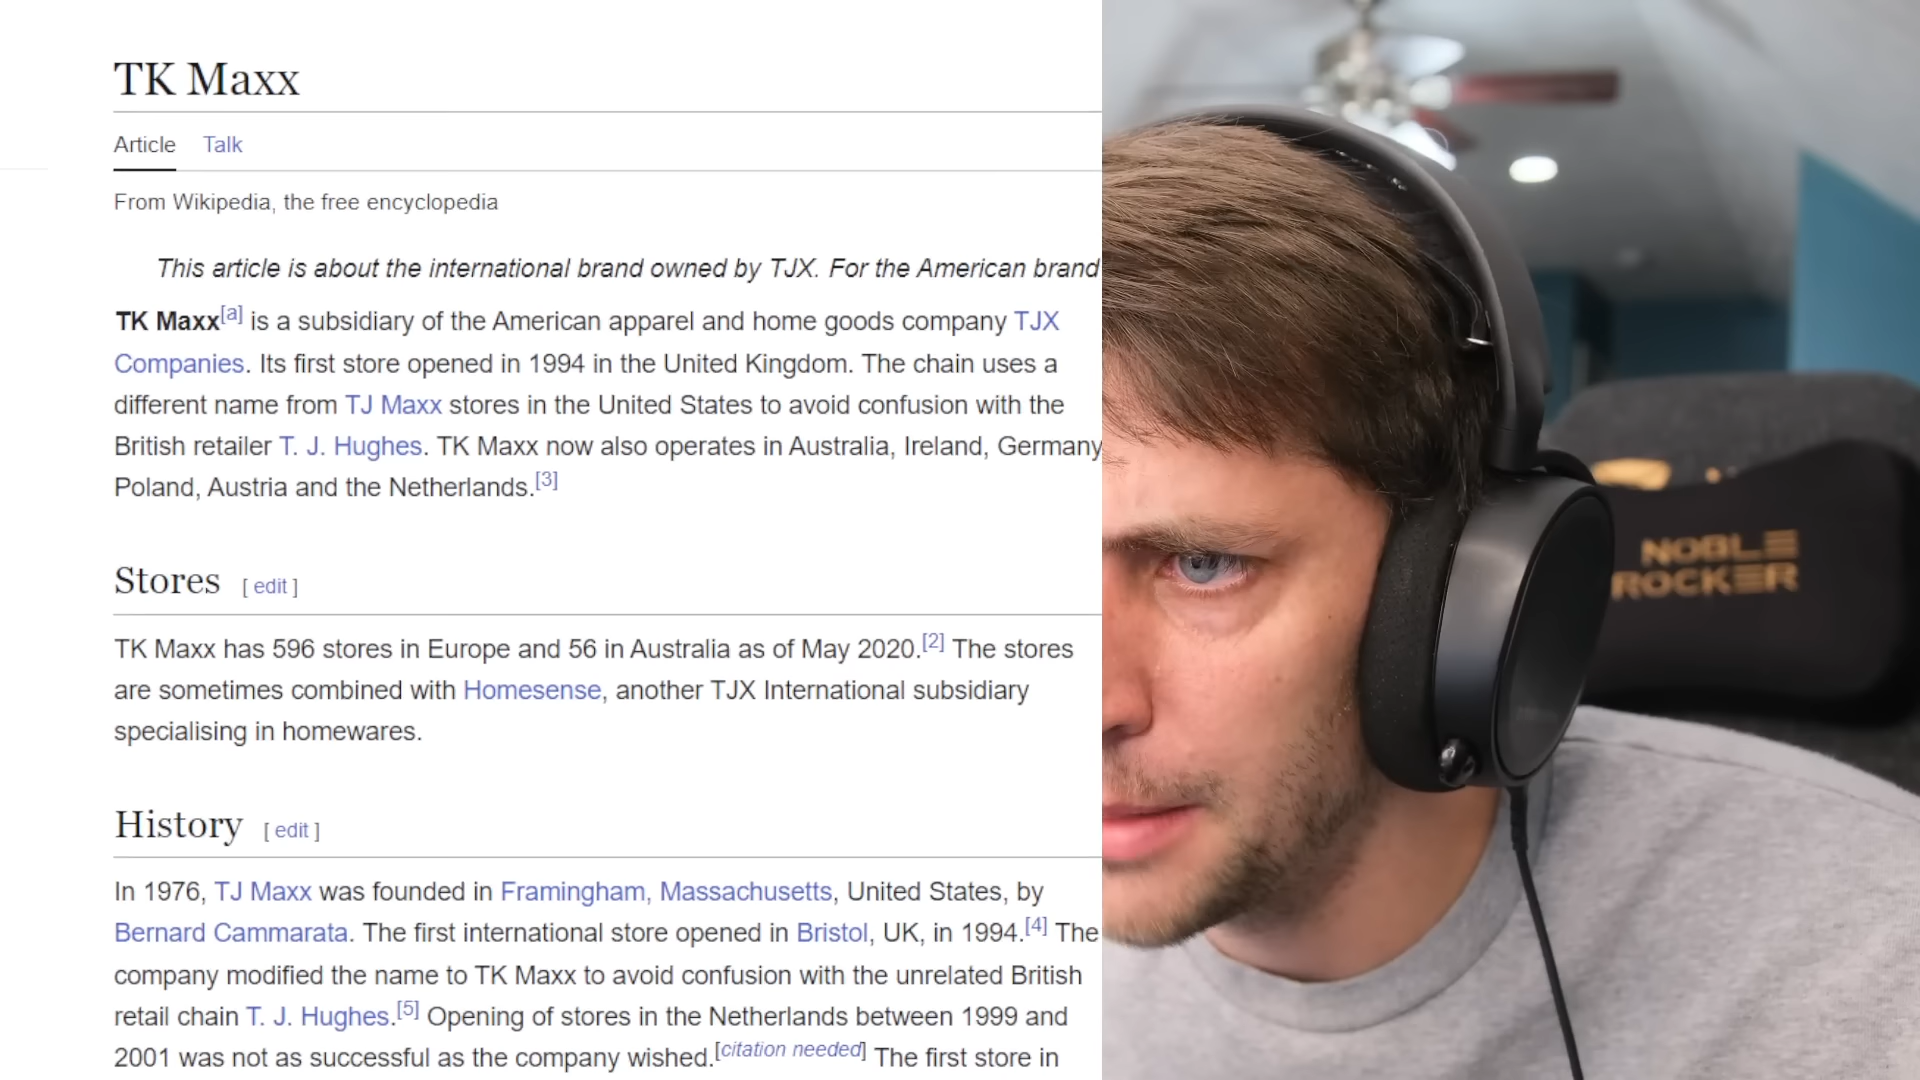 TK Maxx
Article Talk
From Wikipedia, the free encyclopedia
This article is about the international brand owned by TJX. For the American brand
TK Maxx[a] is a subsidiary of the American apparel and home goods company TJX
Companies. Its first store opened in 1994 in the United Kingdom. The chain uses a
different name from TJ Maxx stores in the United States to avoid confusion with the
British retailer T. J. Hughes. TK Maxx now also operates in Australia, Ireland, Germany
Poland, Austria and the Netherlands.[3]
Stores [ edit ]
TK Maxx has 596 stores in Europe and 56 in Australia as of May 2020.[2] The stores
are sometimes combined with Homesense, another TJX International subsidiary
specialising in homewares.
History [ edit ]
In 1976, TJ Maxx was founded in Framingham, Massachusetts, United States, by
Bernard Cammarata. The first international store opened in Bristol, UK, in 1994.[4] The
company modified the name to TK Maxx to avoid confusion with the unrelated British
retail chain T. J. Hughes.[5] Opening of stores in the Netherlands between 1999 and
2001 was not as successful as the company wished.[citation needed] The first store in
NOBLE
ROCKER